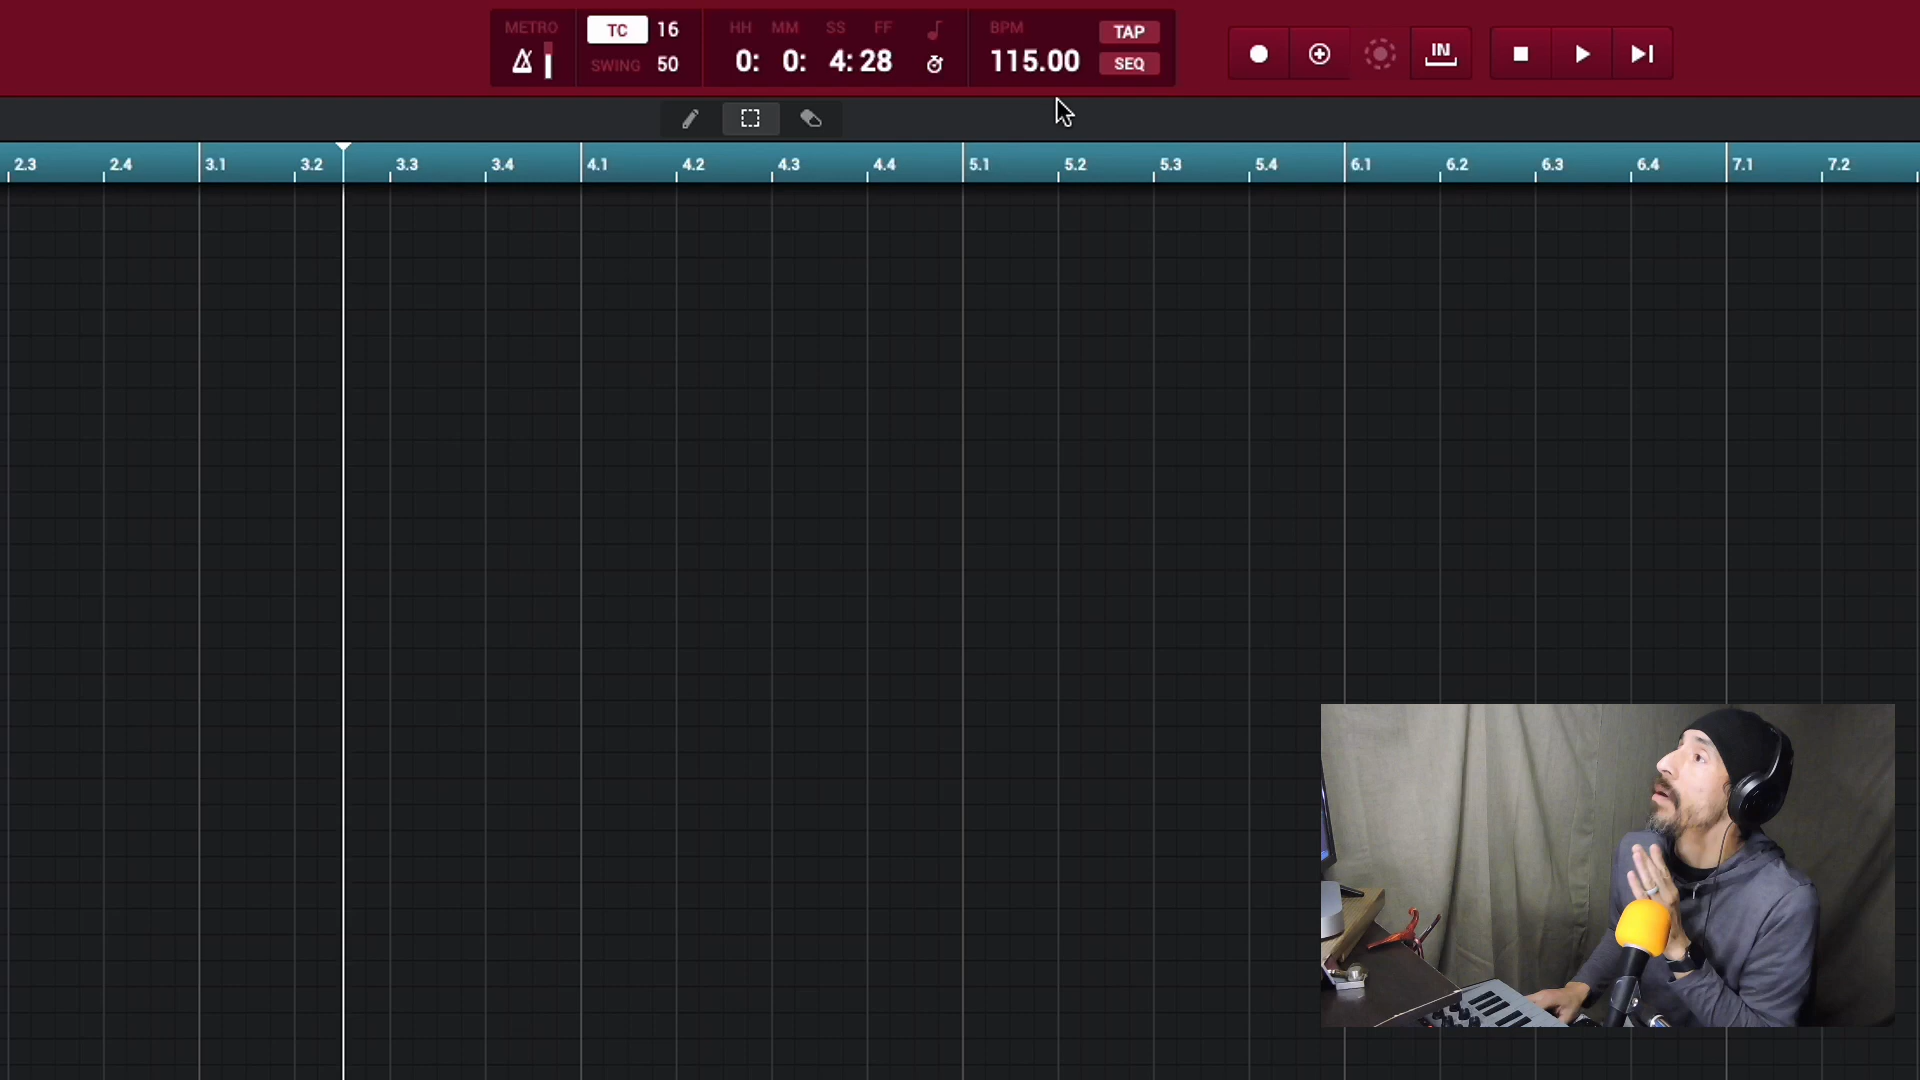 METRO
TC 16
SWING 50
HH MM SS FF
0: 0: 4: 28
BPM
115.00
TAP
SEQ
IN
2.3 2.4 3.1 3.2 3.3 3.4 4.1 4.2 4.3 4.4 5.1 5.2 5.3 5.4 6.1 6.2 6.3 6.4 7.1 7.2